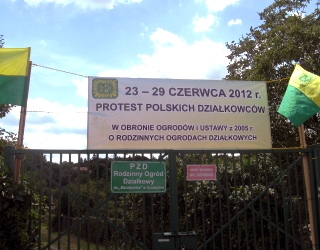 23 – 29 CZERWCA 2012 r.
PROTEST POLSKICH DZIAŁKOWCÓW
W OBRONIE OGRODÓW I USTAWY z 2005 r.
O RODZINNYCH OGRODACH DZIAŁKOWYCH
PZD
Rodzinny Ogród
Działkowy